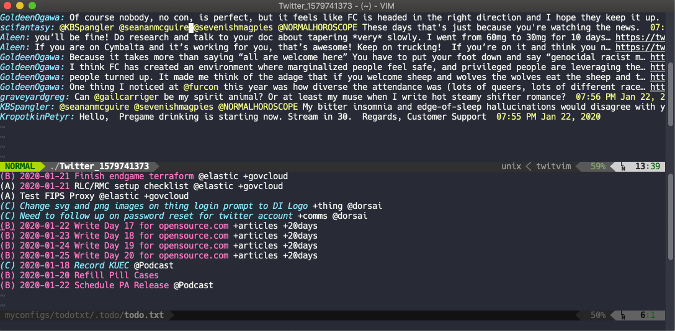 Twitter_1579741373 - (~) - VIM
GoldeenOgawa: Of course nobody, no con, is perfect, but it feels like FC is headed in the right direction and I hope they keep it up.
scifantasy: @KBSpangler @seananmcguire @sevenishmagpies @NORMALHOROSCOPE These days that's just because you're watching the news.  07:
Aleen: you'll be fine! Do research and talk to your doc about tapering *very* slowly. I went from 60mg to 30mg for 10 days… https://tw
Aleen: If you are on Cymbalta and it's working for you, that's awesome! Keep on trucking!  If you're on it and think you n… https://tw
GoldeenOgawa: Because it takes more than saying “all are welcome here” You have to put your foot down and say “genocidal racist m… htt
GoldeenOgawa: I think FC has created an environment where marginalized people feel safe, and privileged people are leveraging the… htt
GoldeenOgawa: people turned up. It made me think of the adage that if you welcome sheep and wolves the wolves eat the sheep and t… htt
GoldeenOgawa: One thing I noticed at @furcon this year was how diverse the attendance was (lots of queers, lots of different race… htt
graveyardgreg: Can @gailcarriger be my spirit animal? Or at least my muse when I write hot steamy shifter romance?  07:56 PM Jan 22, 2
KBSpangler: @seananmcguire @sevenishmagpies @NORMALHOROSCOPE My bitter insomnia and edge-of-sleep hallucinations would disagree with y
KropotkinPetyr: Hello,  Pregame drinking is starting now. Stream in 30.  Regards, Customer Support  07:55 PM Jan 22, 2020
~
~
NORMAL ./Twitter_1579741373 unix < twitvim 59% 13:39
(B) 2020-01-21 Finish endgame terraform @elastic +govcloud
(A) 2020-01-21 RLC/RMC setup checklist @elastic +govcloud
(A) Test FIPS Proxy @elastic +govcloud
(C) Change svg and png images on thing login prompt to DI Logo +thing @dorsai
(C) Need to follow up on password reset for twitter account +comms @dorsai
(B) 2020-01-22 Write Day 17 for opensource.com +articles +20days
(B) 2020-01-23 Write Day 18 for opensource.com +articles +20days
(B) 2020-01-24 Write Day 19 for opensource.com +articles +20days
(B) 2020-01-25 Write Day 20 for opensource.com +articles +20days
(C) 2020-01-18 Record KUEC @Podcast
(B) 2020-01-20 Refill Pill Cases
(B) 2020-01-22 Schedule PA Release @Podcast
~
~
myconfigs/todotxt/.todo/todo.txt 50% 6:1